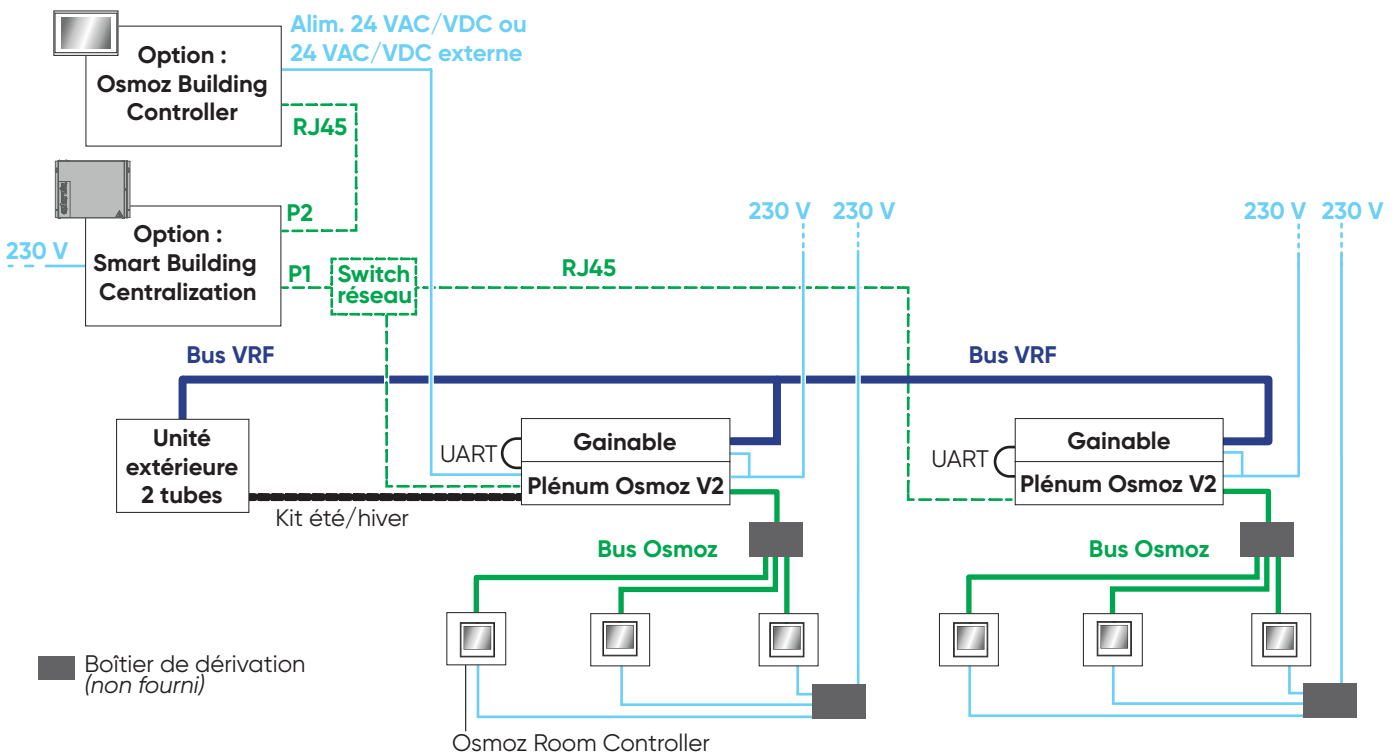 Alim. 24 VAC/VDC ou
24 VAC/VDC externe
Option :
Osmoz Building
Controller
RJ45
P2
Option :
Smart Building
Centralization
230 V
P1
Switch
réseau
RJ45
230 V
230 V
230 V
230 V
Bus VRF
Bus VRF
Unité
extérieure
2 tubes
UART
Gainable
Plénum Osmoz V2
UART
Gainable
Plénum Osmoz V2
Kit été/hiver
Bus Osmoz
Bus Osmoz
Boîtier de dérivation
(non fourni)
Osmoz Room Controller